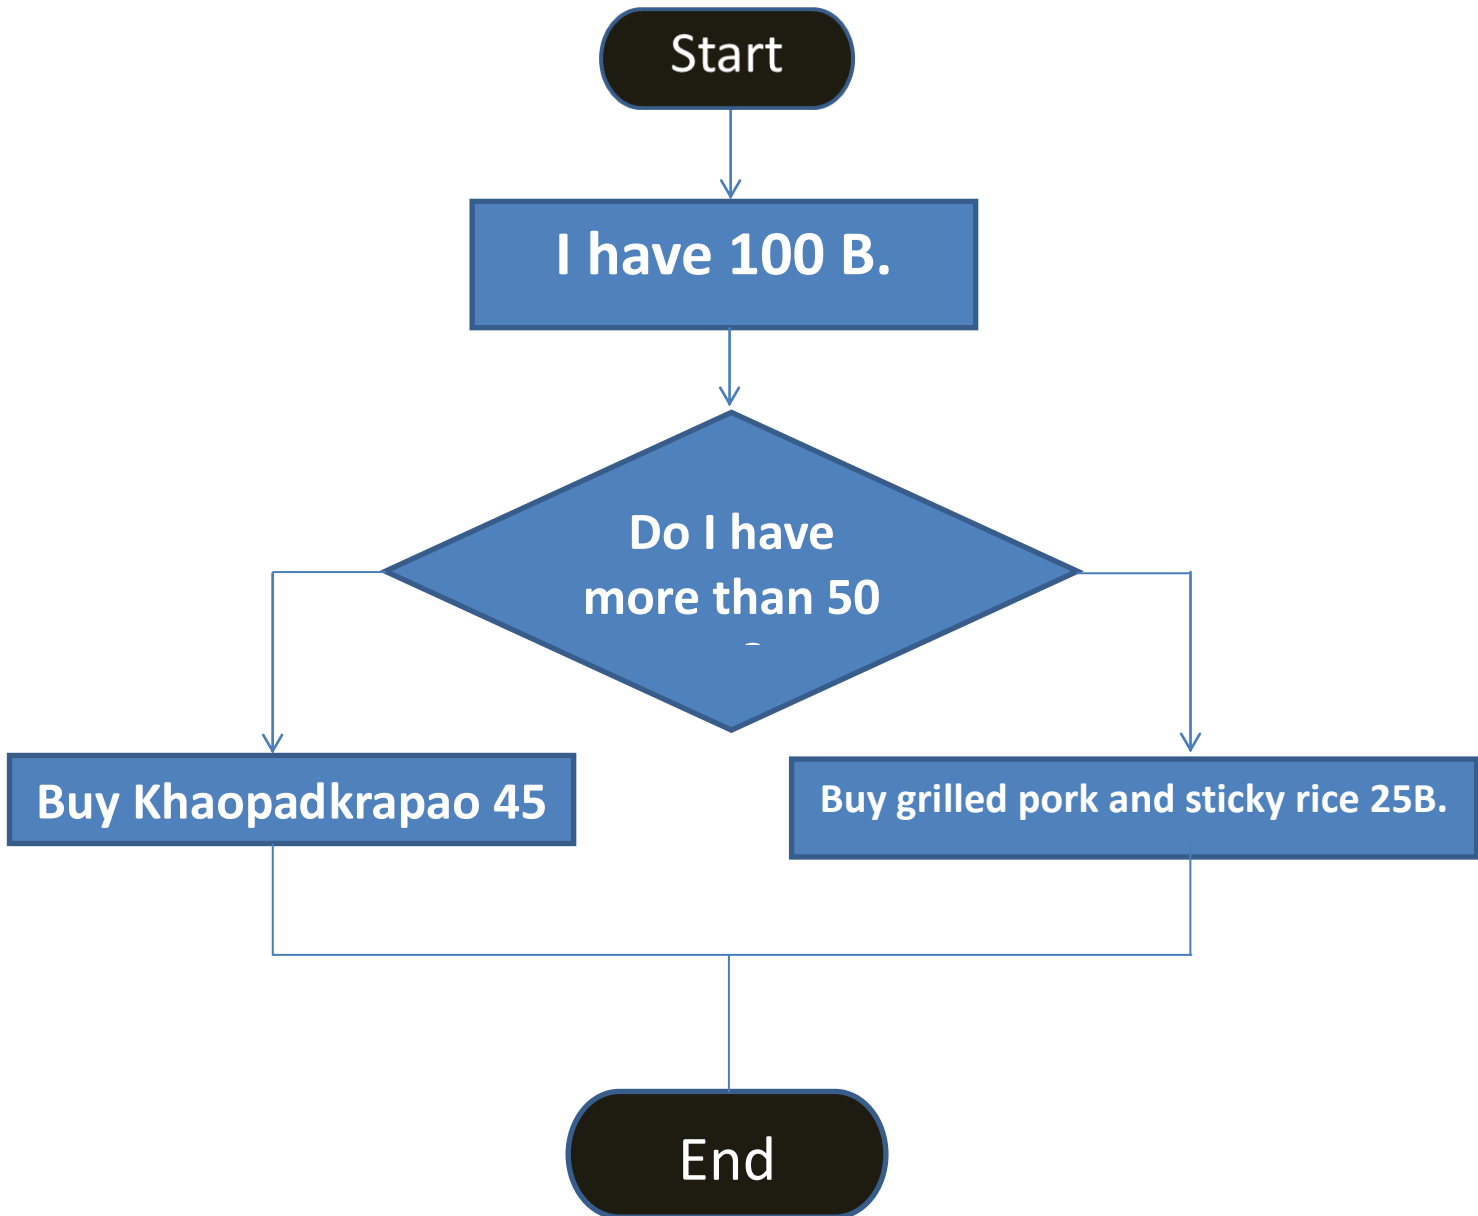 Start
I have 100 B.
Do I have
more than 50
Buy Khaopadkrapao 45
Buy grilled pork and sticky rice 25B.
End